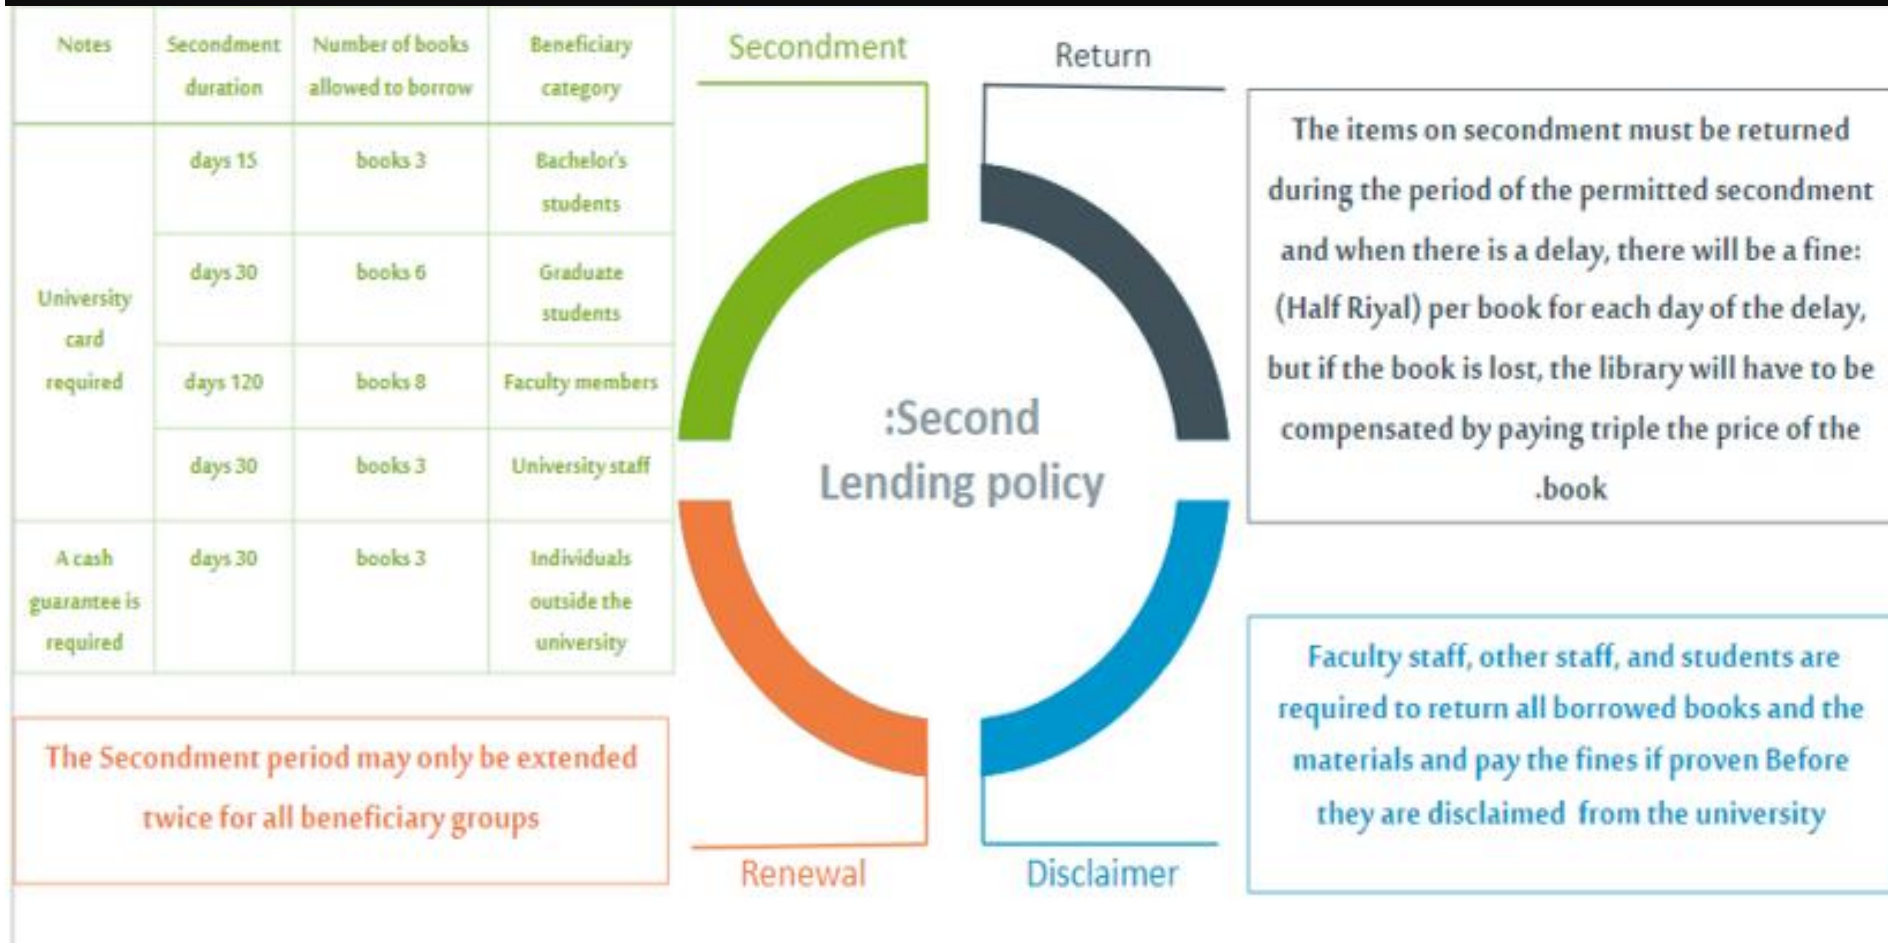 Notes
Secondment
duration
Number of books
allowed to borrow
Beneficiary
category
University
card
required
days 15
books 3
Bachelor's
students
days 30
books 6
Graduate
students
days 120
books 8
Faculty members
days 30
books 3
University staff
A cash
guarantee is
required
days 30
books 3
Individuals
outside the
university
Secondment
Return
The items on secondment must be returned
during the period of the permitted secondment
and when there is a delay, there will be a fine:
(Half Riyal) per book for each day of the delay,
but if the book is lost, the library will have to be
compensated by paying triple the price of the
.book
:Second
Lending policy
The Secondment period may only be extended
twice for all beneficiary groups
Renewal
Disclaimer
Faculty staff, other staff, and students are
required to return all borrowed books and the
materials and pay the fines if proven Before
they are disclaimed from the university